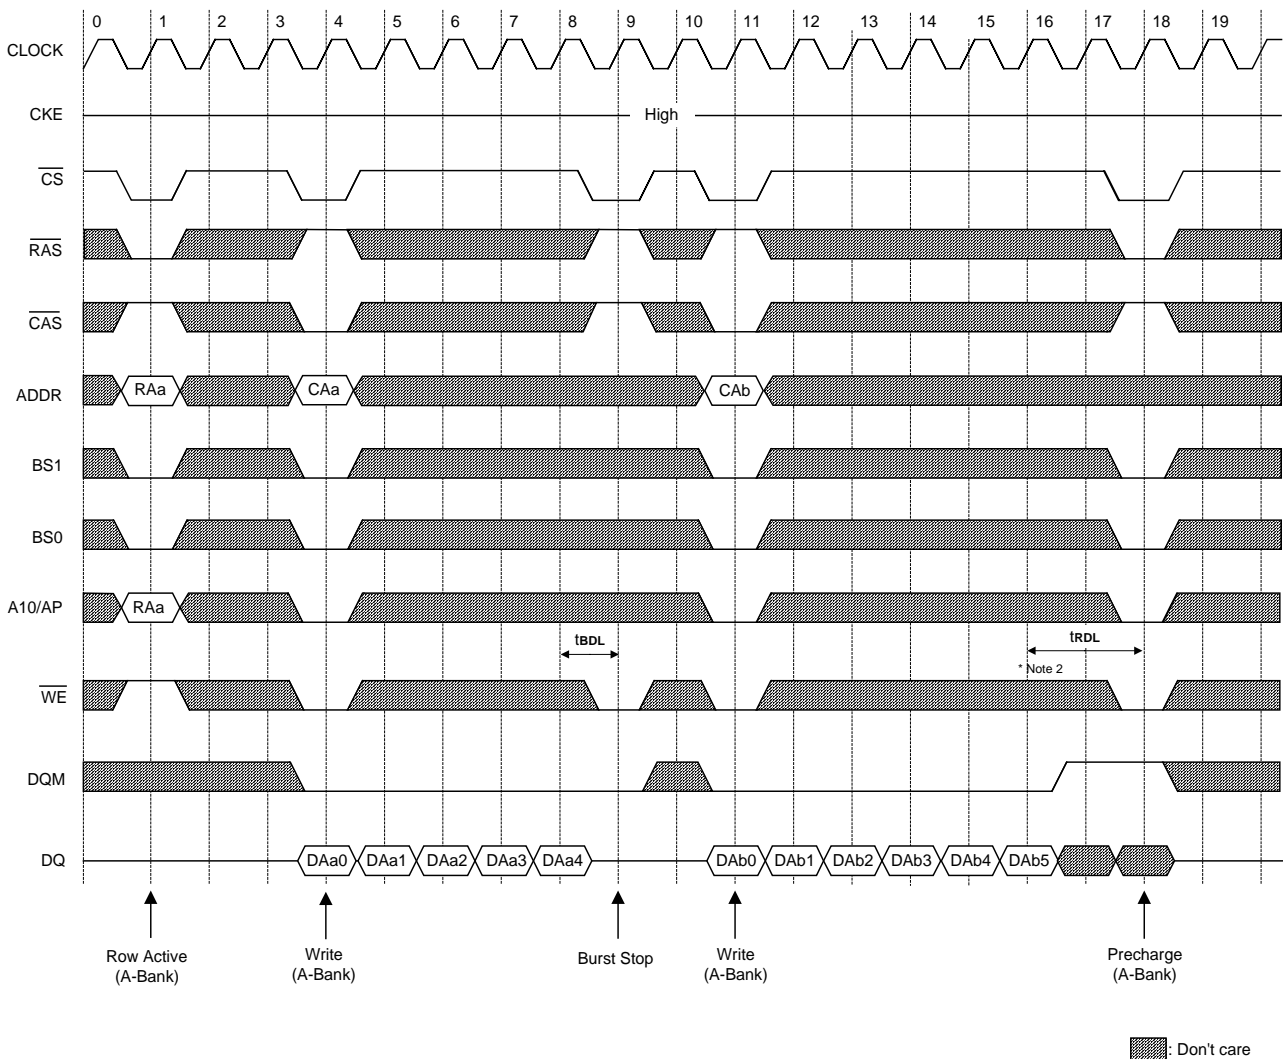 0 1 2 3 4 5 6 7 8 9 10 11 12 13 14 15 16 17 18 19
CLOCK
CKE High
CS
RAS
CAS
ADDR RAa CAa CAb
BS1
BS0
A10/AP RAa
tBDL tRDL
* Note 2
WE
DQM
DQ DAa0 DAa1 DAa2 DAa3 DAa4 DAb0 DAb1 DAb2 DAb3 DAb4 DAb5
Row Active Write Burst Stop Write Precharge
(A-Bank) (A-Bank) (A-Bank) (A-Bank)
: Don't care